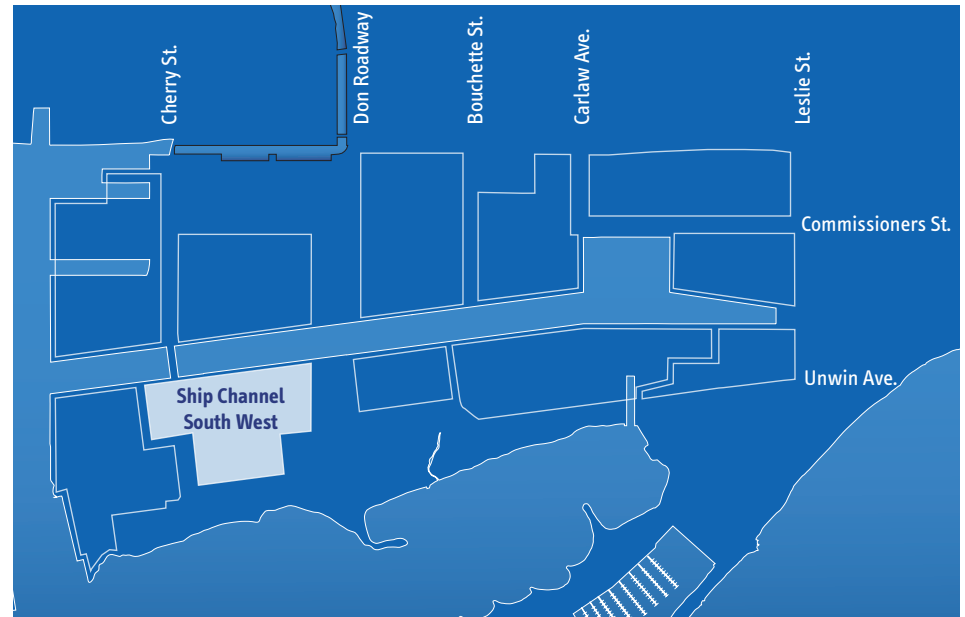 Cherry St.
Don Roadway
Bouchette St.
Carlaw Ave.
Leslie St.
Commissioners St.
Ship Channel
South West
Unwin Ave.